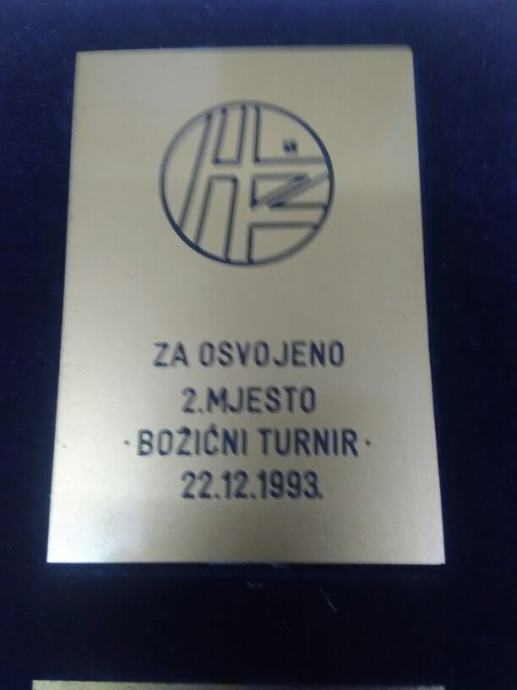 ZA OSVOJENO
2.MJESTO
·BOŽIĆNI TURNIR·
22.12.1993.